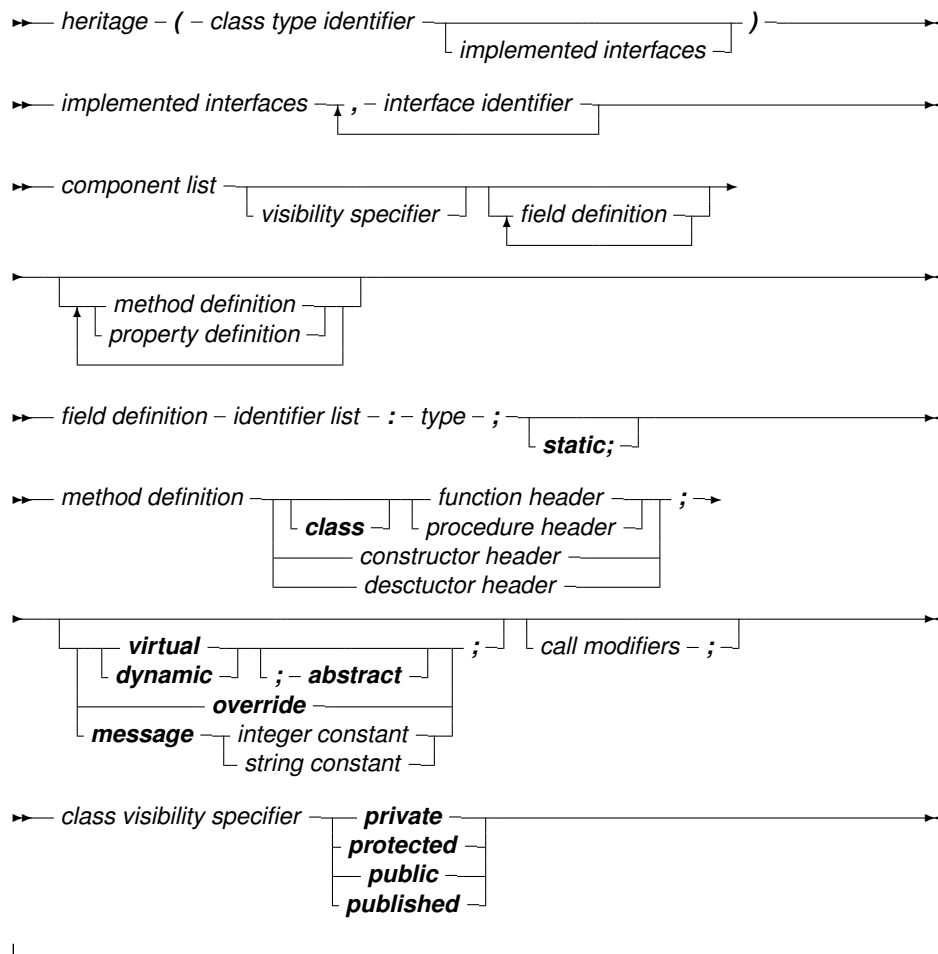 heritage ( class type identifier )
implemented interfaces
implemented interfaces , interface identifier
component list
visibility specifier field definition
method definition
property definition
field definition identifier list : type ;
static;
method definition function header ;
class procedure header
constructor header
desctuctor header
virtual ; call modifiers ;
dynamic ; abstract
override
message integer constant
string constant
class visibility specifier private
protected
public
published